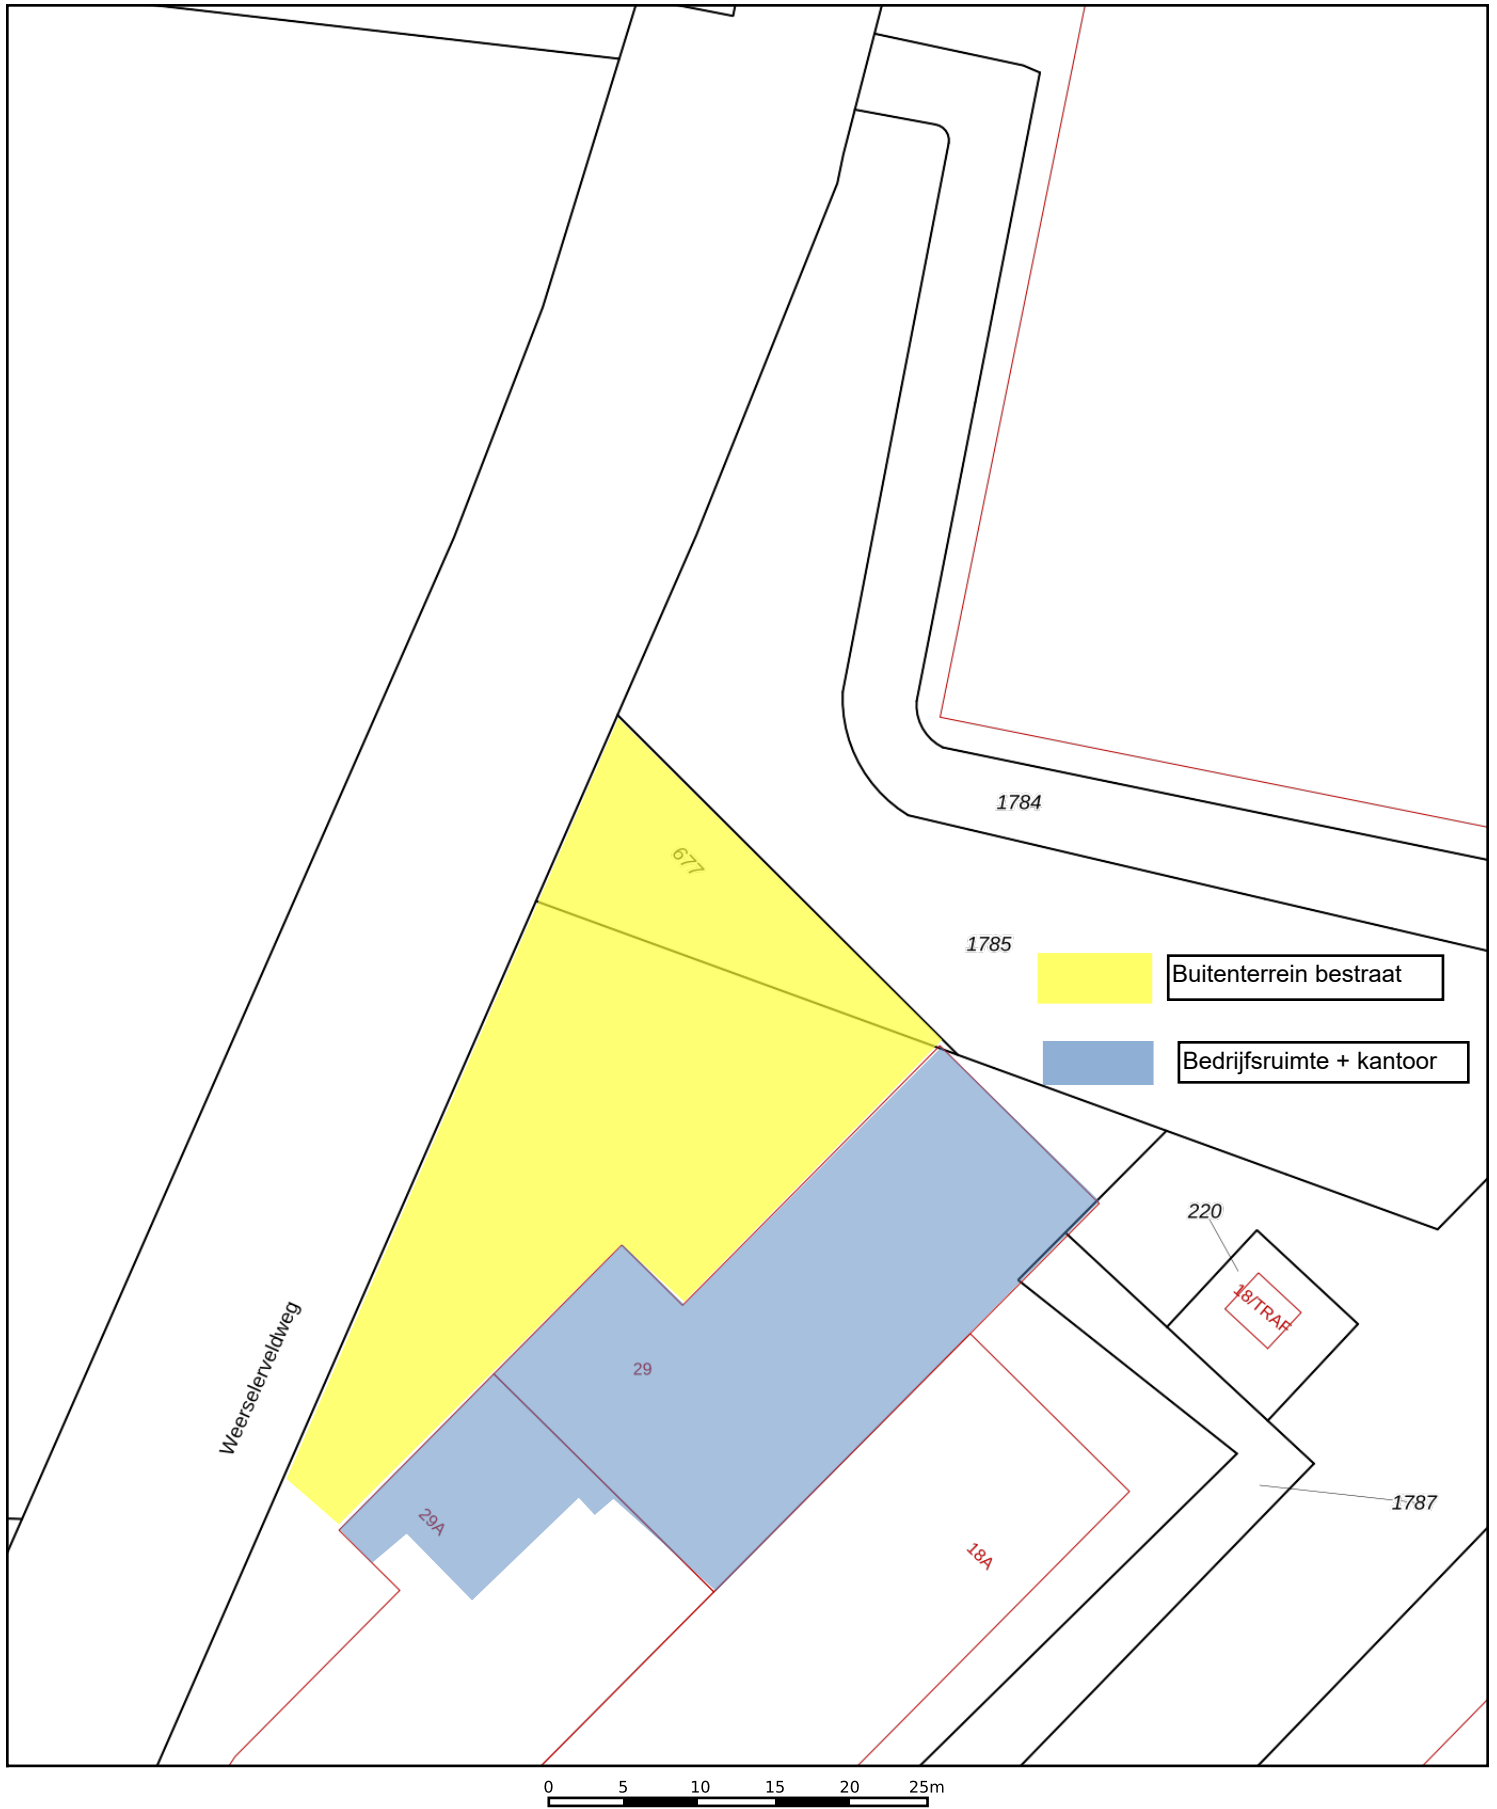 677
1784
1785
Buitenterrein bestraat
Bedrijfsruimte + kantoor
220
18/TRAF
Weerselerveldweg
29
29A
1787
18A
0 5 10 15 20 25m